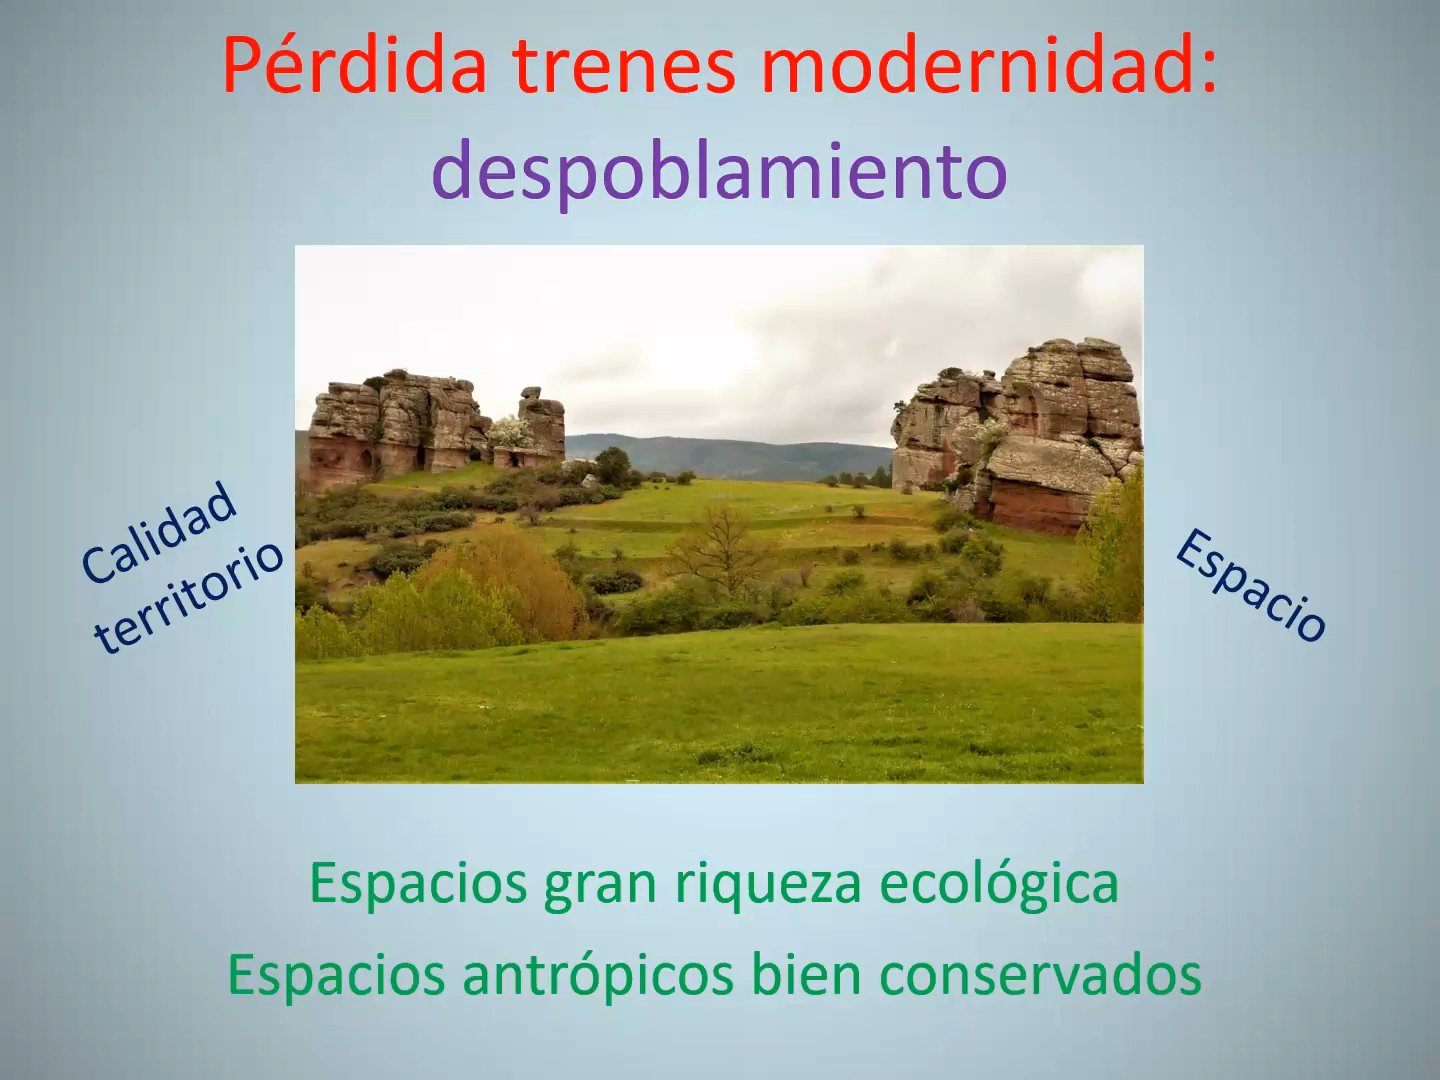 Pérdida trenes modernidad:
despoblamiento
Calidad
territorio
Espacio
Espacios gran riqueza ecológica
Espacios antrópicos bien conservados